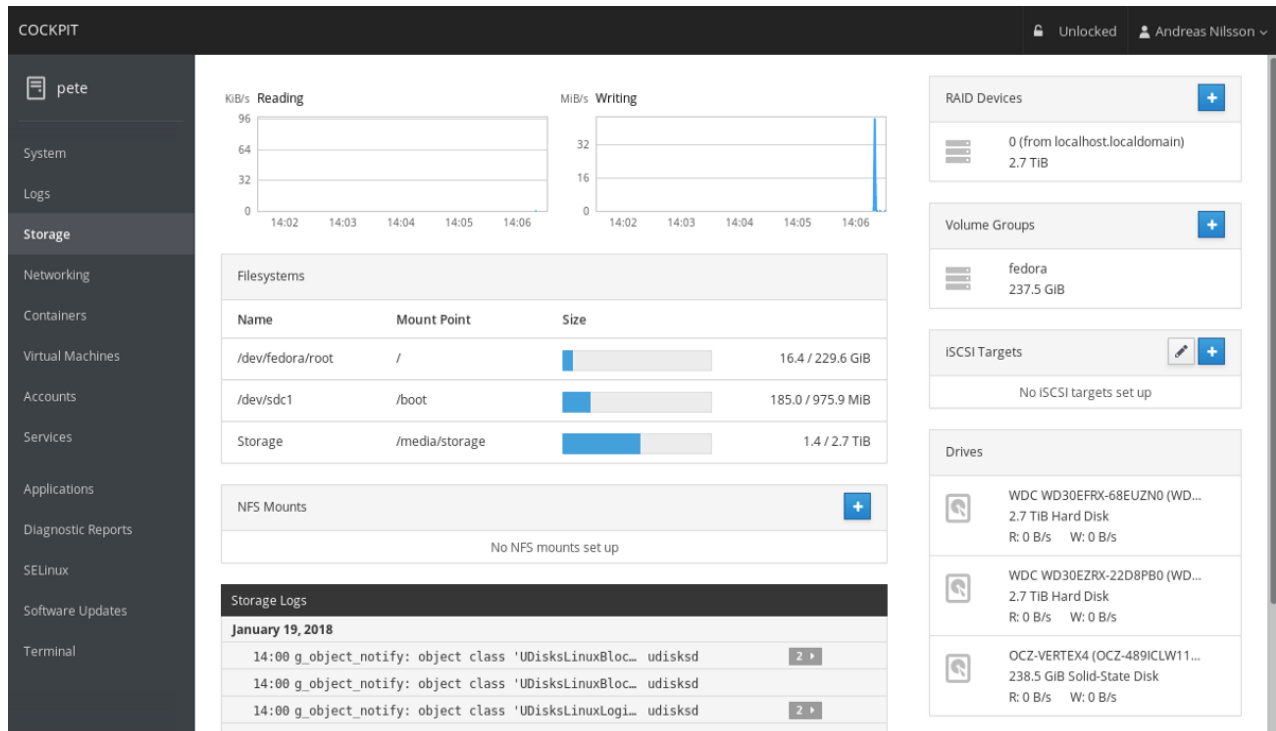 COCKPIT
Unlocked
Andreas Nilsson
pete
System
Logs
Storage
Networking
Containers
Virtual Machines
Accounts
Services
Applications
Diagnostic Reports
SELinux
Software Updates
Terminal
KiB/s Reading
96
64
32
0
14:02 14:03 14:04 14:05 14:06
MiB/s Writing
32
16
0
14:02 14:03 14:04 14:05 14:06
Filesystems
Name Mount Point Size
/dev/fedora/root / 16.4 / 229.6 GiB
/dev/sdc1 /boot 185.0 / 975.9 MiB
Storage /media/storage 1.4 / 2.7 TiB
NFS Mounts
No NFS mounts set up
Storage Logs
January 19, 2018
14:00 g_object_notify: object class 'UDisksLinuxBloc… udisksd 2
14:00 g_object_notify: object class 'UDisksLinuxBloc… udisksd
14:00 g_object_notify: object class 'UDisksLinuxLogi… udisksd 2
RAID Devices
0 (from localhost.localdomain)
2.7 TiB
Volume Groups
fedora
237.5 GiB
iSCSI Targets
No iSCSI targets set up
Drives
WDC WD30EFRX-68EUZN0 (WD...
2.7 TiB Hard Disk
R: 0 B/s W: 0 B/s
WDC WD30EZRX-22D8PB0 (WD...
2.7 TiB Hard Disk
R: 0 B/s W: 0 B/s
OCZ-VERTEX4 (OCZ-489ICLW11...
238.5 GiB Solid-State Disk
R: 0 B/s W: 0 B/s